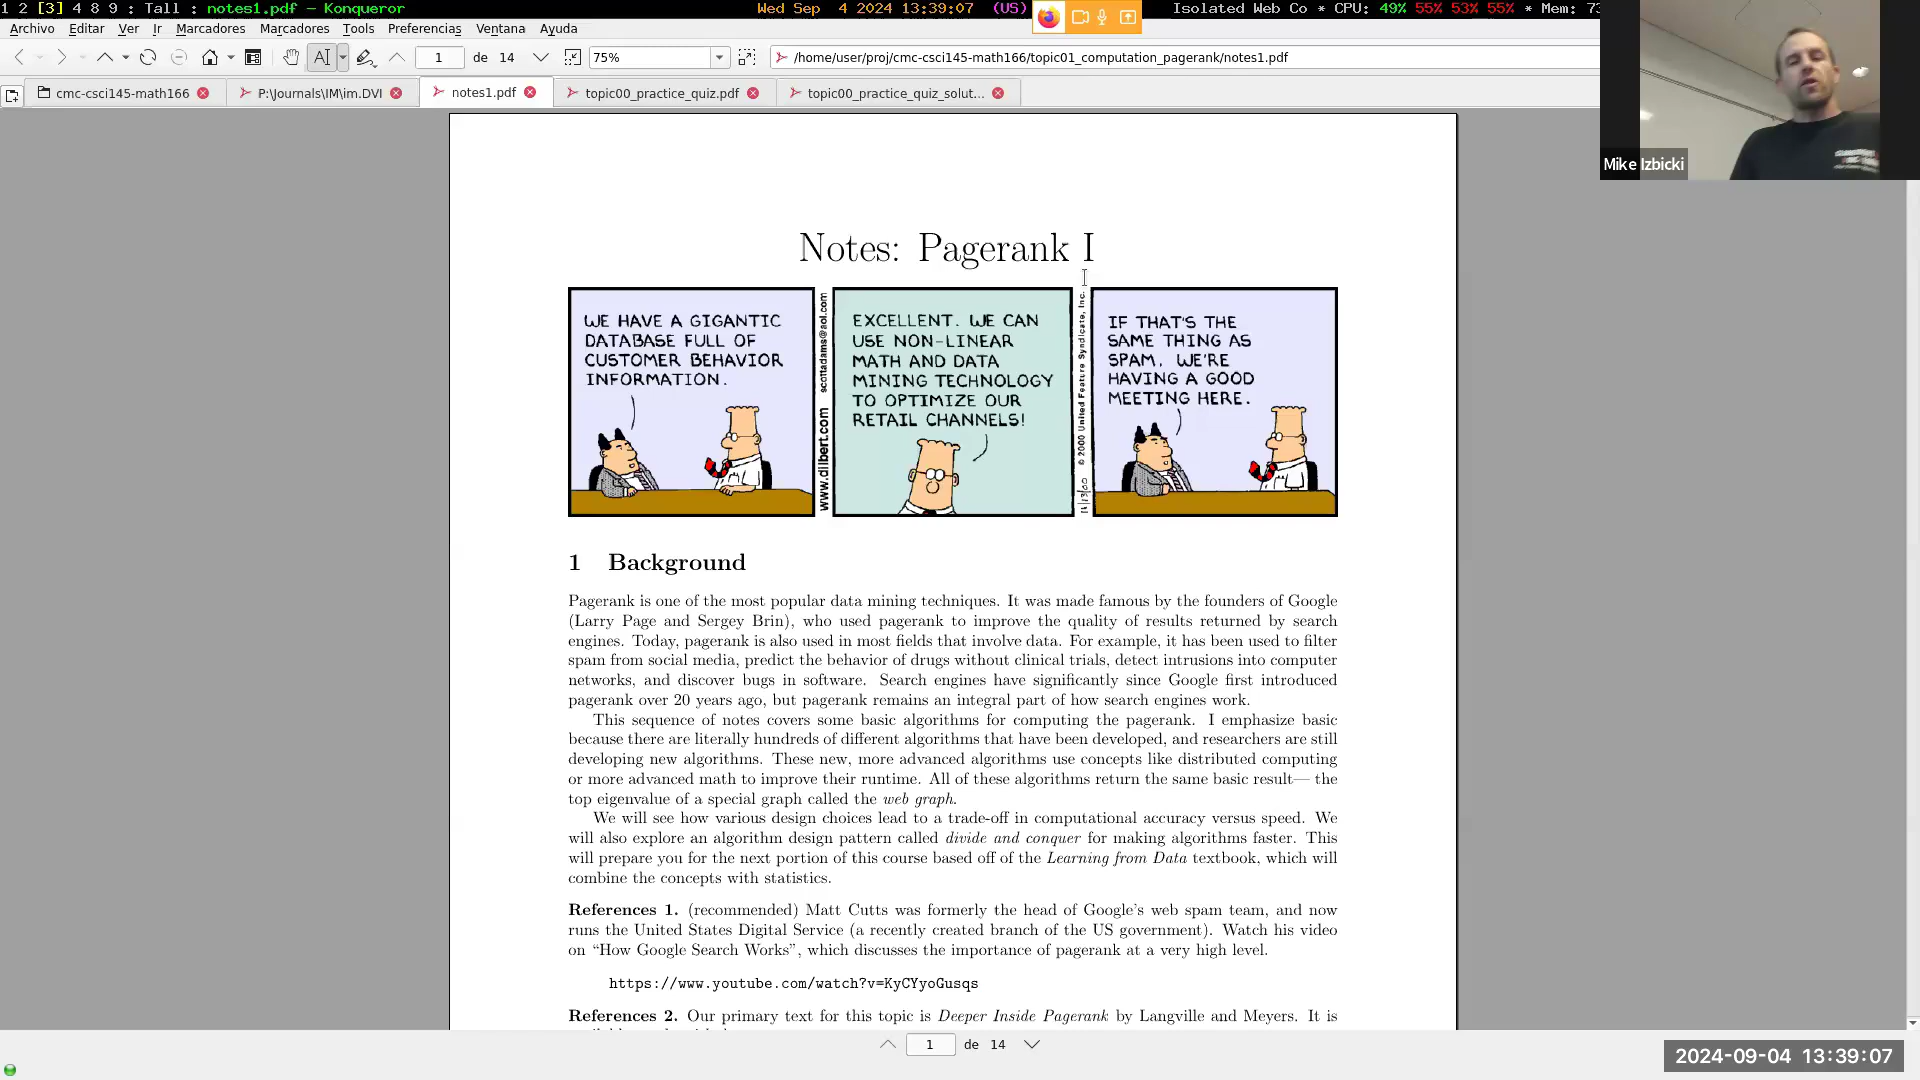 1 2 [3] 4 8 9 : Tall : notes1.pdf – Konqueror
Wed Sep  4 2024 13:39:07  (US)
Isolated Web Co * CPU: 49% 55% 53% 55% * Mem: 73
Archivo Editar Ver Ir Marcadores Marcadores Tools Preferencias Ventana Ayuda
1 de 14 75% /home/user/proj/cmc-csci145-math166/topic01_computation_pagerank/notes1.pdf
cmc-csci145-math166 P:\Journals\IM\im.DVI notes1.pdf topic00_practice_quiz.pdf topic00_practice_quiz_solut...
Mike Izbicki
Notes: Pagerank I
WE HAVE A GIGANTIC
DATABASE FULL OF
CUSTOMER BEHAVIOR
INFORMATION.
www.dilbert.com scottadams@aol.com
EXCELLENT. WE CAN
USE NON-LINEAR
MATH AND DATA
MINING TECHNOLOGY
TO OPTIMIZE OUR
RETAIL CHANNELS!
© 2000 United Feature Syndicate, Inc.
IF THAT'S THE
SAME THING AS
SPAM, WE'RE
HAVING A GOOD
MEETING HERE.
1 Background
Pagerank is one of the most popular data mining techniques. It was made famous by the founders of Google
(Larry Page and Sergey Brin), who used pagerank to improve the quality of results returned by search
engines. Today, pagerank is also used in most fields that involve data. For example, it has been used to filter
spam from social media, predict the behavior of drugs without clinical trials, detect intrusions into computer
networks, and discover bugs in software. Search engines have significantly since Google first introduced
pagerank over 20 years ago, but pagerank remains an integral part of how search engines work.
This sequence of notes covers some basic algorithms for computing the pagerank. I emphasize basic
because there are literally hundreds of different algorithms that have been developed, and researchers are still
developing new algorithms. These new, more advanced algorithms use concepts like distributed computing
or more advanced math to improve their runtime. All of these algorithms return the same basic result— the
top eigenvalue of a special graph called the web graph.
We will see how various design choices lead to a trade-off in computational accuracy versus speed. We
will also explore an algorithm design pattern called divide and conquer for making algorithms faster. This
will prepare you for the next portion of this course based off of the Learning from Data textbook, which will
combine the concepts with statistics.
References 1. (recommended) Matt Cutts was formerly the head of Google's web spam team, and now
runs the United States Digital Service (a recently created branch of the US government). Watch his video
on “How Google Search Works”, which discusses the importance of pagerank at a very high level.
https://www.youtube.com/watch?v=KyCYyoGusqs
References 2. Our primary text for this topic is Deeper Inside Pagerank by Langville and Meyers. It is
1 de 14
2024-09-04 13:39:07